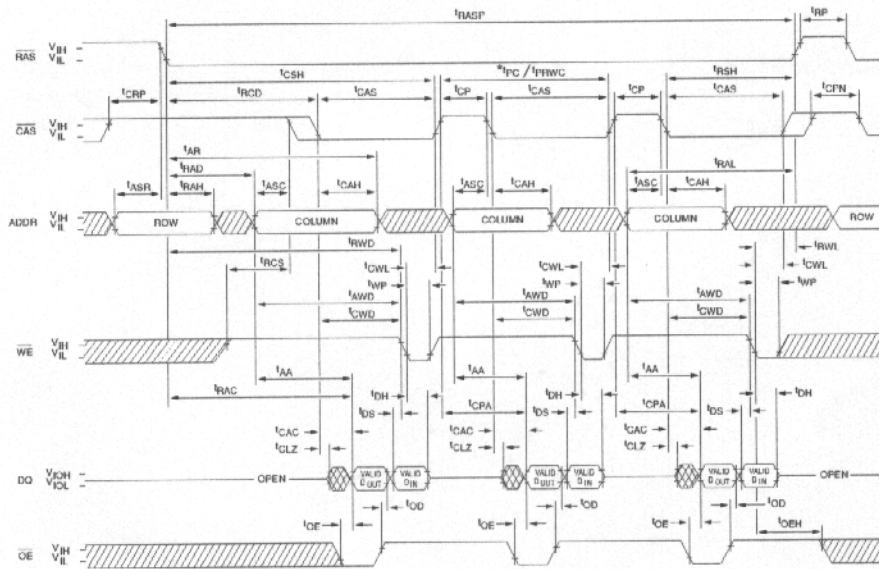 tRASP
tRP
RAS
VIH
VIL
tCSH
*tPC / tPRWC
tRSH
tCRP
tRCD
tCAS
tCP
tCAS
tCP
tCAS
tCPN
CAS
VIH
VIL
tAR
tRAD
tRAL
tASR
tRAH
tASC
tCAH
tASC
tCAH
tASC
tCAH
ADDR
VIH
VIL
ROW
COLUMN
COLUMN
COLUMN
ROW
tRWD
tRWL
tRCS
tCWL
tCWL
tCWL
tWP
tWP
tWP
tAWD
tAWD
tAWD
tCWD
tCWD
tCWD
WE
VIH
VIL
tAA
tAA
tAA
tRAC
tDH
tDH
tDH
tCPA
tCPA
tDS
tDS
tDS
tCAC
tCAC
tCAC
tCLZ
tCLZ
tCLZ
DQ
VIOH
VIOL
OPEN
VALID DOUT
VALID DIN
VALID DOUT
VALID DIN
VALID DOUT
VALID DIN
OPEN
tOD
tOD
tOD
tOE
tOE
tOE
tOEH
OE
VIH
VIL